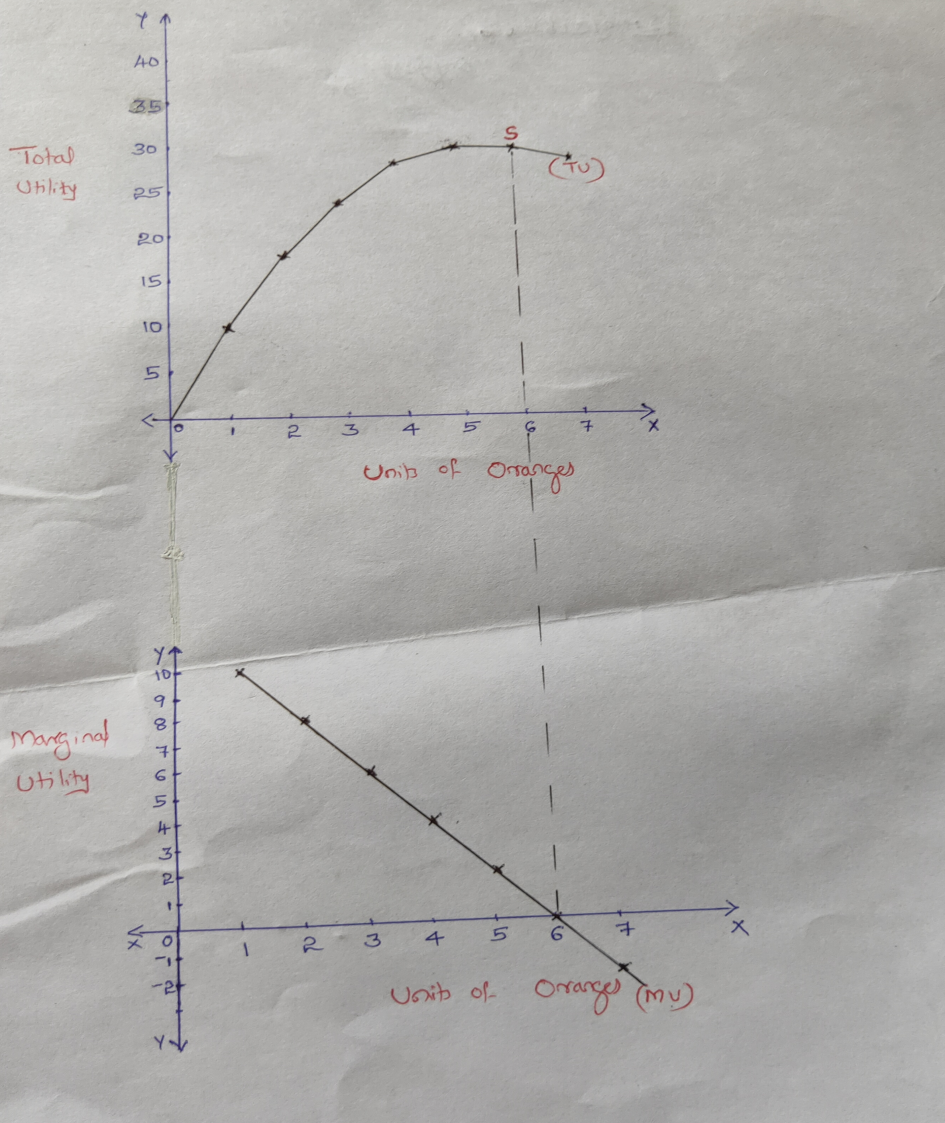 Y
40
35
30
25
20
15
10
5
Total
Utility
S
(TU)
0 1 2 3 4 5 6 7 X
Units of Oranges
Y
10
9
8
7
6
5
4
3
2
1
Marginal
Utility
X 0 1 2 3 4 5 6 7 X
-1
-2
Units of Oranges (MU)
Y